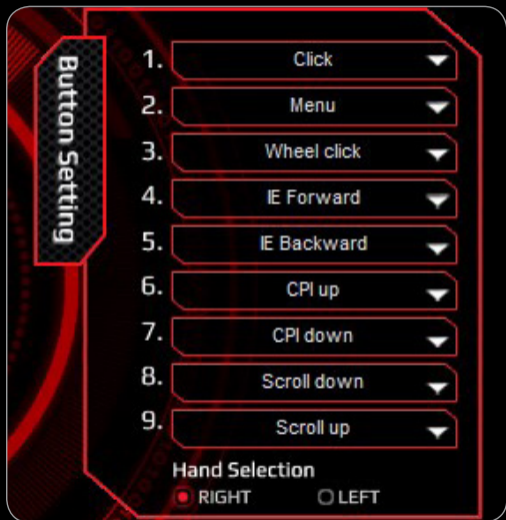 Button Setting
1. Click
2. Menu
3. Wheel click
4. IE Forward
5. IE Backward
6. CPI up
7. CPI down
8. Scroll down
9. Scroll up
Hand Selection
RIGHT LEFT